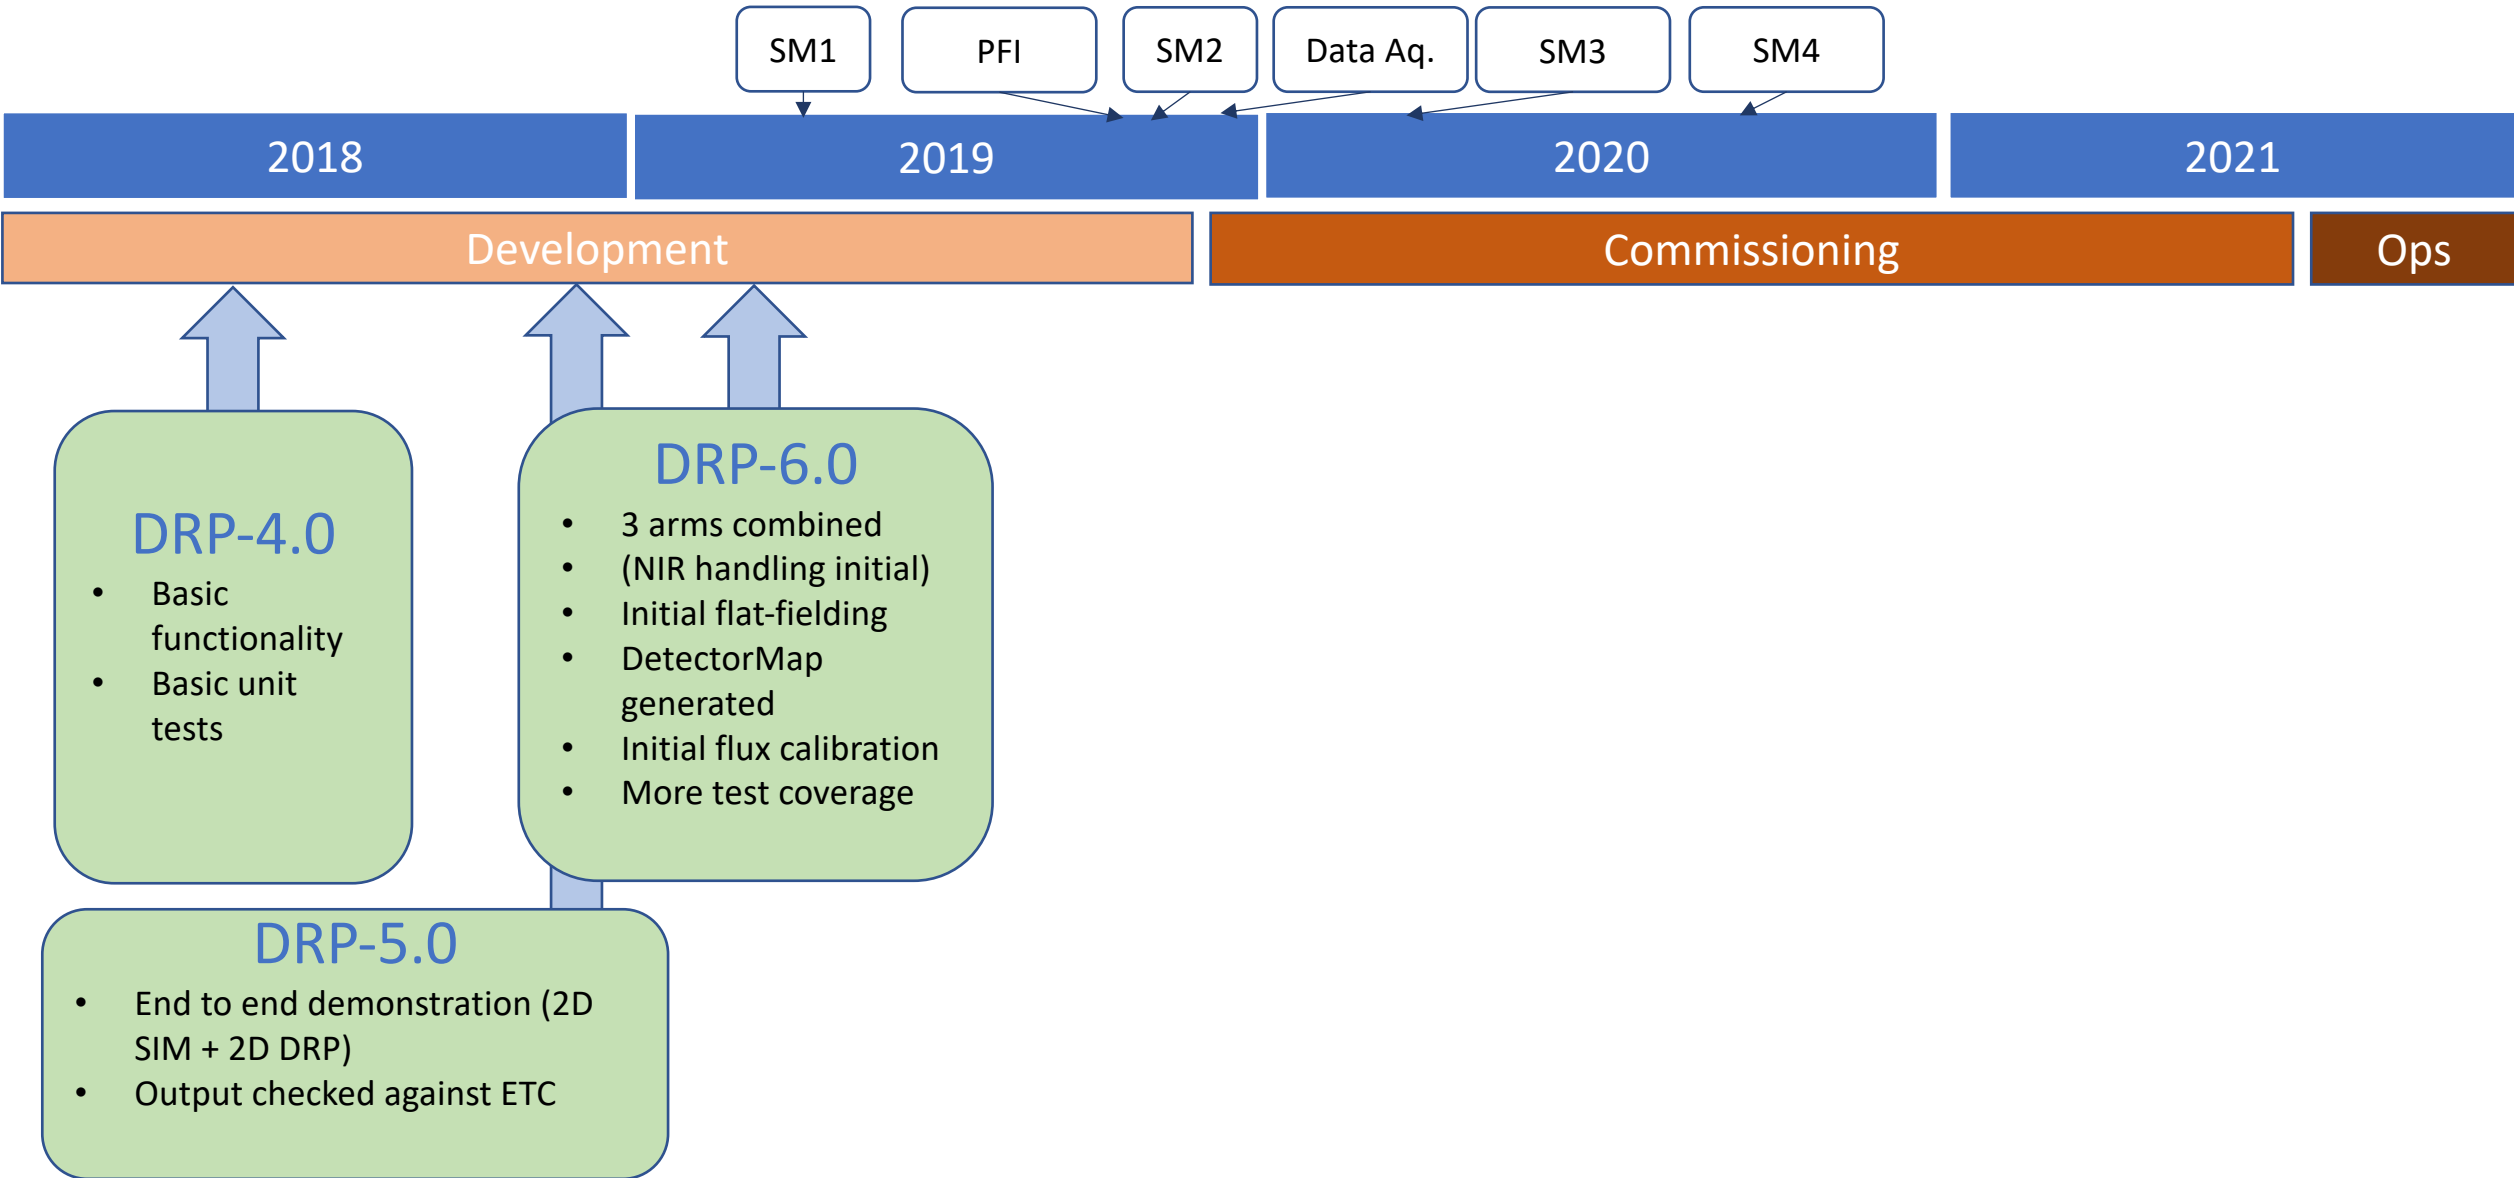 SM1
PFI
SM2
Data Aq.
SM3
SM4
2018
2019
2020
2021
Development
Commissioning
Ops
DRP-4.0
• Basic
functionality
• Basic unit
tests
DRP-6.0
• 3 arms combined
• (NIR handling initial)
• Initial flat-fielding
• DetectorMap
generated
• Initial flux calibration
• More test coverage
DRP-5.0
• End to end demonstration (2D
SIM + 2D DRP)
• Output checked against ETC